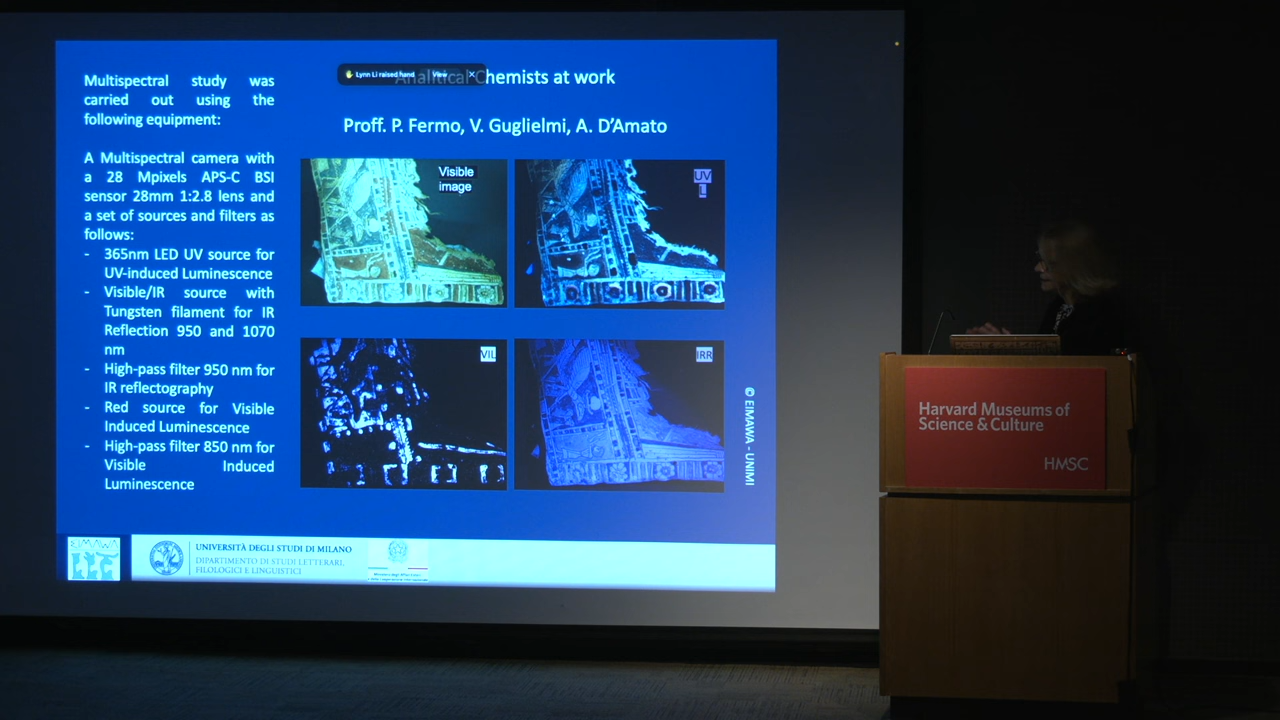 Multispectral study was
carried out using the
following equipment:
A Multispectral camera with
a 28 Mpixels APS-C BSI
sensor 28mm 1:2.8 lens and
a set of sources and filters as
follows:
- 365nm LED UV source for
UV-induced Luminescence
- Visible/IR source with
Tungsten filament for IR
Reflection 950 and 1070
nm
- High-pass filter 950 nm for
IR reflectography
- Red source for Visible
Induced Luminescence
- High-pass filter 850 nm for
Visible Induced
Luminescence
Lynn Li raised hand View
Analitical Chemists at work
Proff. P. Fermo, V. Guglielmi, A. D'Amato
Visible
image
UV
L
VIL
IRR
© EIMAWA - UNIMI
UNIVERSITÀ DEGLI STUDI DI MILANO
DIPARTIMENTO DI STUDI LETTERARI,
FILOLOGICI E LINGUISTICI
Harvard Museums of
Science & Culture
HMSC